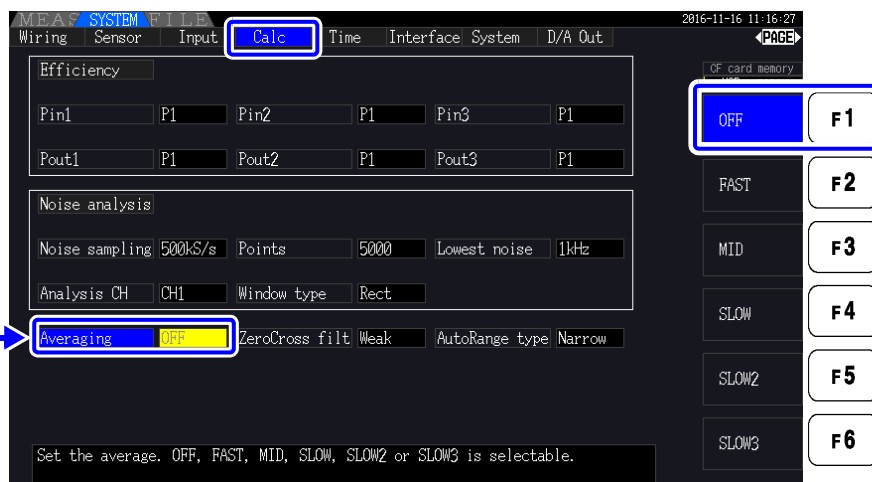 MEAS SYSTEM FILE 2016-11-16 11:16:27
Wiring Sensor Input Calc Time Interface System D/A Out PAGE
Efficiency CF card memory
Pin1 P1 Pin2 P1 Pin3 P1
OFF F1
Pout1 P1 Pout2 P1 Pout3 P1
FAST F2
Noise analysis
Noise sampling 500kS/s Points 5000 Lowest noise 1kHz
MID F3
Analysis CH CH1 Window type Rect
SLOW F4
Averaging OFF ZeroCross filt Weak AutoRange type Narrow
SLOW2 F5
SLOW3 F6
Set the average. OFF, FAST, MID, SLOW, SLOW2 or SLOW3 is selectable.